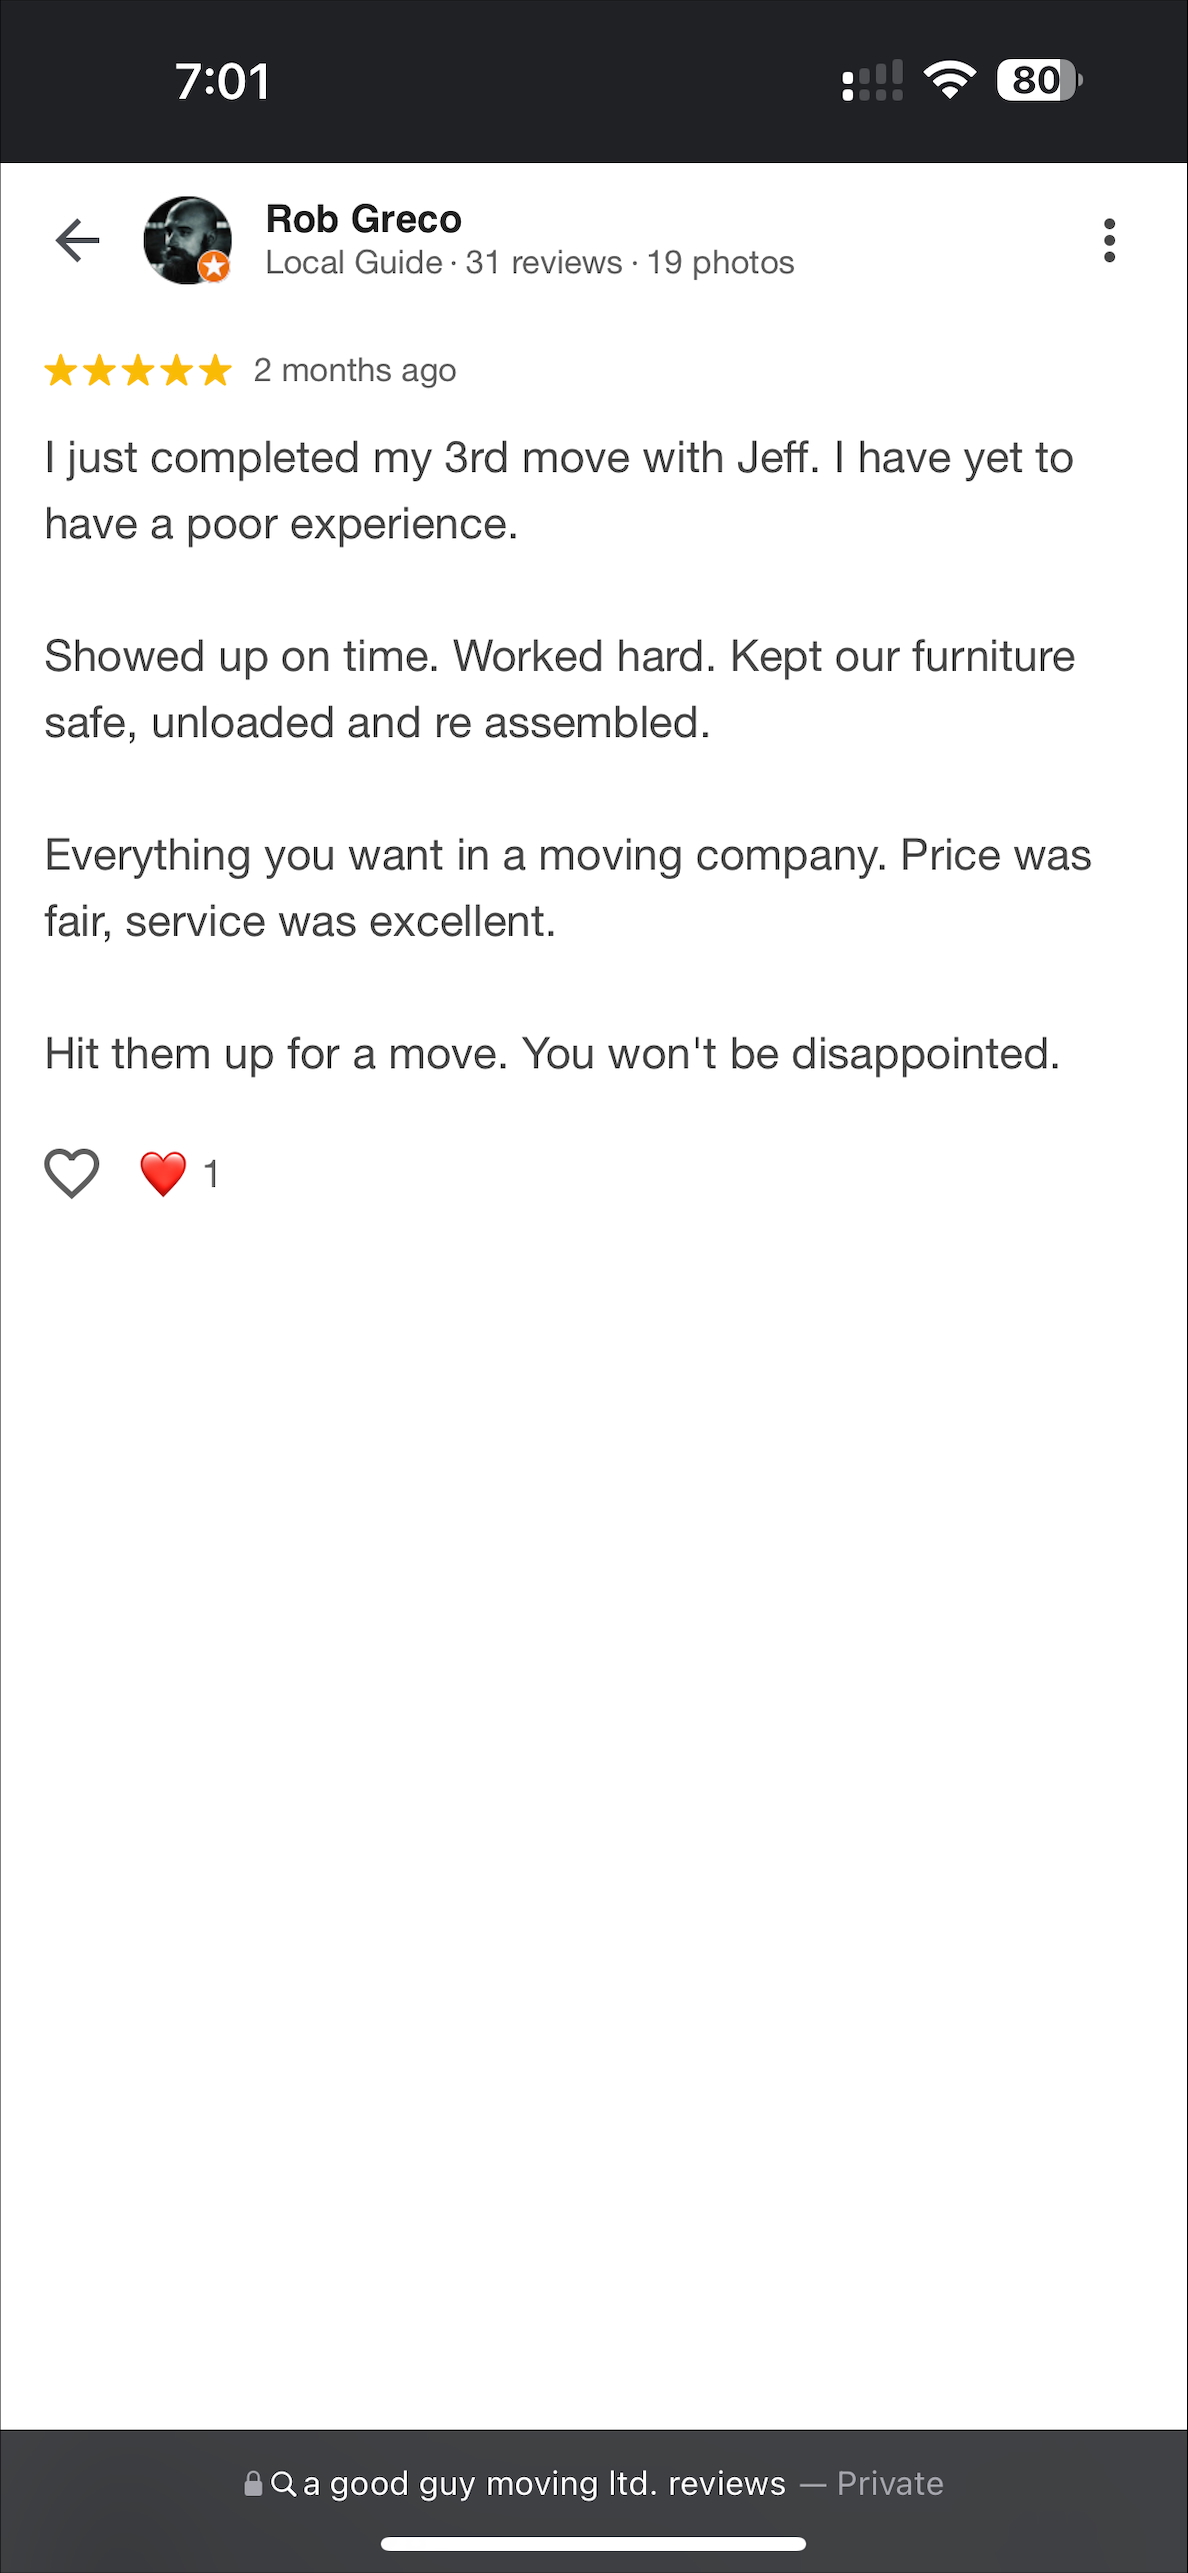 7:01
80
Rob Greco
Local Guide · 31 reviews · 19 photos
2 months ago
I just completed my 3rd move with Jeff. I have yet to
have a poor experience.
Showed up on time. Worked hard. Kept our furniture
safe, unloaded and re assembled.
Everything you want in a moving company. Price was
fair, service was excellent.
Hit them up for a move. You won't be disappointed.
1
a good guy moving ltd. reviews — Private